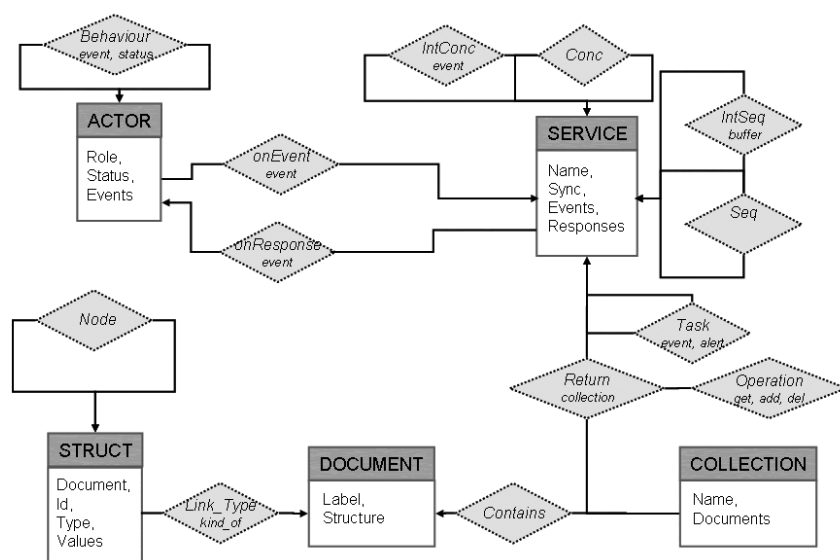 Behaviour
event, status
IntConc
event
Conc
ACTOR
Role,
Status,
Events
onEvent
event
onResponse
event
SERVICE
Name,
Sync,
Events,
Responses
IntSeq
buffer
Seq
Node
Task
event, alert
Return
collection
Operation
get, add, del
STRUCT
Document,
Id,
Type,
Values
Link_Type
kind_of
DOCUMENT
Label,
Structure
Contains
COLLECTION
Name,
Documents